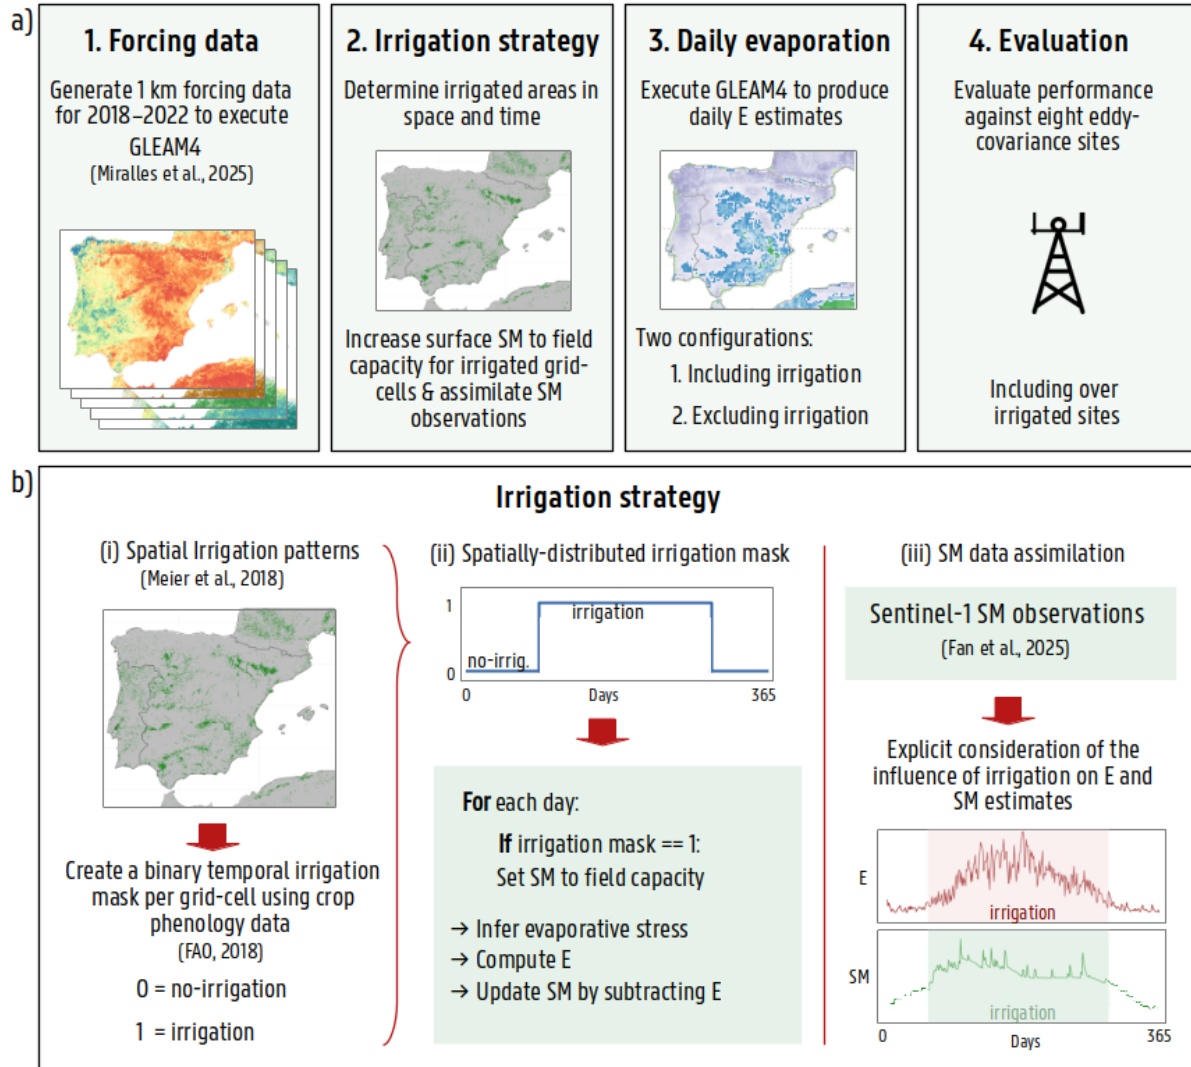 a)
1. Forcing data
Generate 1 km forcing data
for 2018–2022 to execute
GLEAM4
(Miralles et al., 2025)
2. Irrigation strategy
Determine irrigated areas in
space and time
Increase surface SM to field
capacity for irrigated grid-
cells & assimilate SM
observations
3. Daily evaporation
Execute GLEAM4 to produce
daily E estimates
Two configurations:
1. Including irrigation
2. Excluding irrigation
4. Evaluation
Evaluate performance
against eight eddy-
covariance sites
Including over
irrigated sites
b)
Irrigation strategy
(i) Spatial Irrigation patterns
(Meier et al., 2018)
Create a binary temporal irrigation
mask per grid-cell using crop
phenology data
(FAO, 2018)
0 = no-irrigation
1 = irrigation
(ii) Spatially-distributed irrigation mask
1
irrigation
no-irrig.
0
0
Days
365
For each day:
If irrigation mask == 1:
Set SM to field capacity
→ Infer evaporative stress
→ Compute E
→ Update SM by subtracting E
(iii) SM data assimilation
Sentinel-1 SM observations
(Fan et al., 2025)
Explicit consideration of the
influence of irrigation on E and
SM estimates
E
irrigation
SM
irrigation
0
Days
365